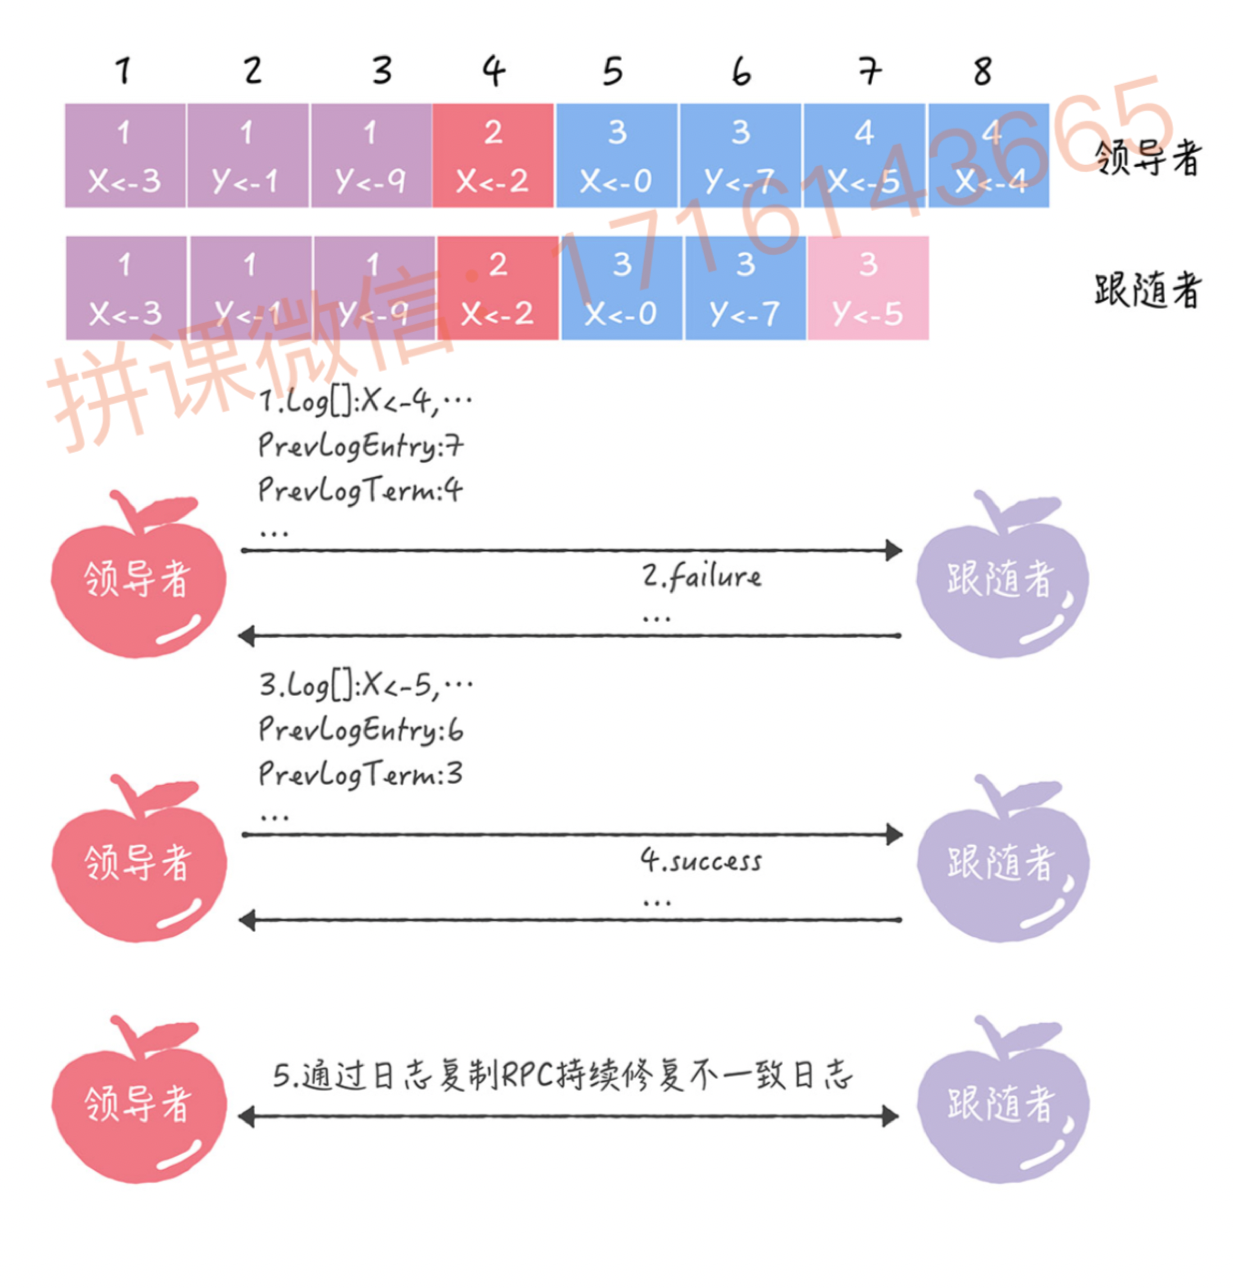 1 2 3 4 5 6 7 8
1 1 1 2 3 3 4 4
X<-3 Y<-1 Y<-9 X<-2 X<-0 Y<-7 X<-5 X<-4
领导者
1 1 1 2 3 3 3
X<-3 Y<-1 Y<-9 X<-2 X<-0 Y<-7 Y<-5
跟随者
拼课微信：1716143665
1.Log[]:X<-4,…
PrevLogEntry:7
PrevLogTerm:4
…
领导者
跟随者
2.failure
…
3.Log[]:X<-5,…
PrevLogEntry:6
PrevLogTerm:3
…
领导者
跟随者
4.success
…
领导者
5.通过日志复制RPC持续修复不一致日志
跟随者